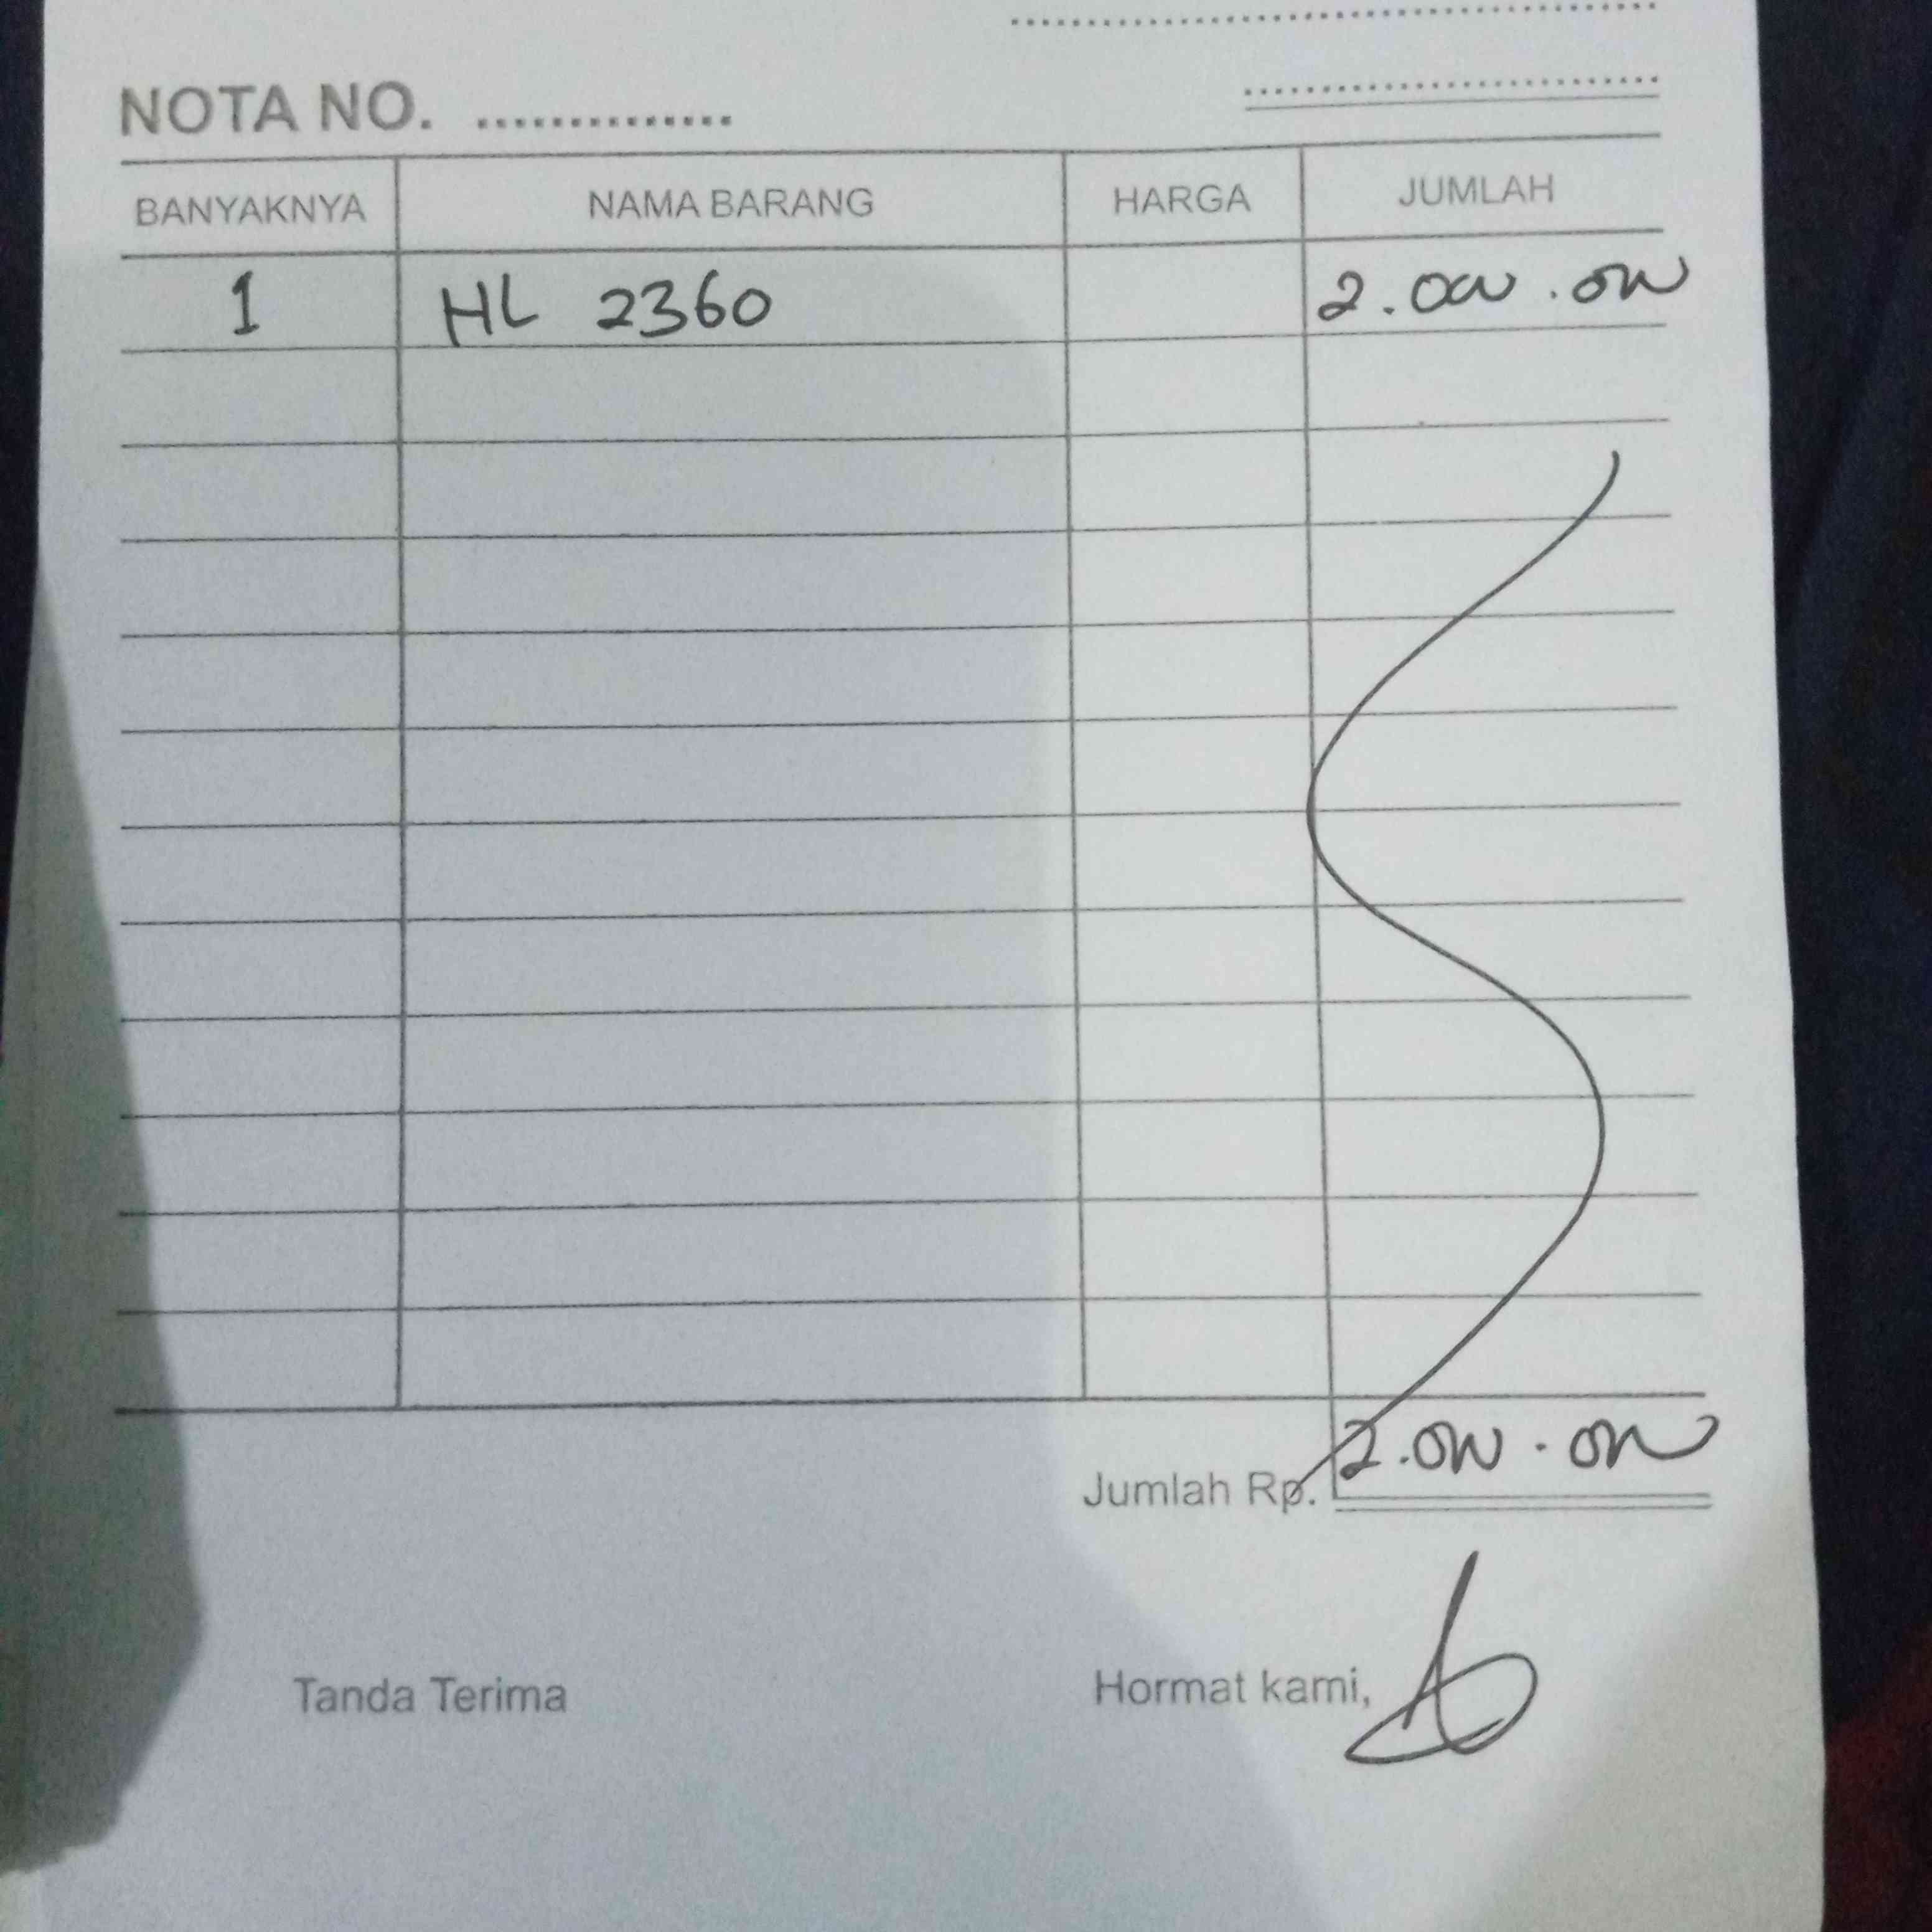 NOTA NO. ..............
BANYAKNYA NAMA BARANG HARGA JUMLAH
1 HL 2360 2.000.000
Jumlah Rp. 2.000.000
Tanda Terima Hormat kami,